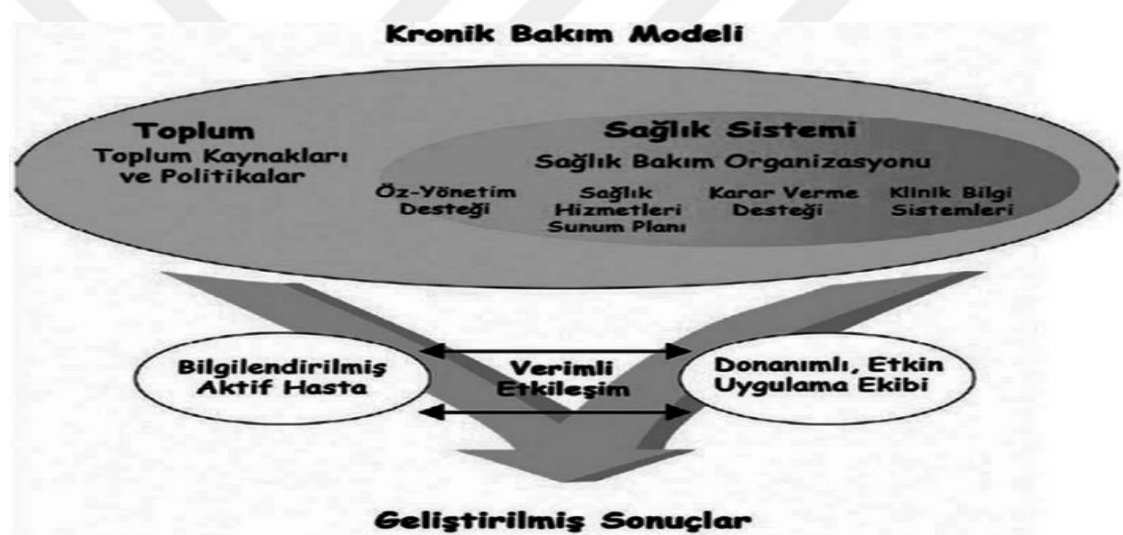 Kronik Bakım Modeli
Toplum
Toplum Kaynakları
ve Politikalar
Sağlık Sistemi
Sağlık Bakım Organizasyonu
Öz-Yönetim
Desteği
Sağlık
Hizmetleri
Sunum Planı
Karar Verme
Desteği
Klinik Bilgi
Sistemleri
Bilgilendirilmiş
Aktif Hasta
Verimli
Etkileşim
Donanımlı, Etkin
Uygulama Ekibi
Geliştirilmiş Sonuçlar